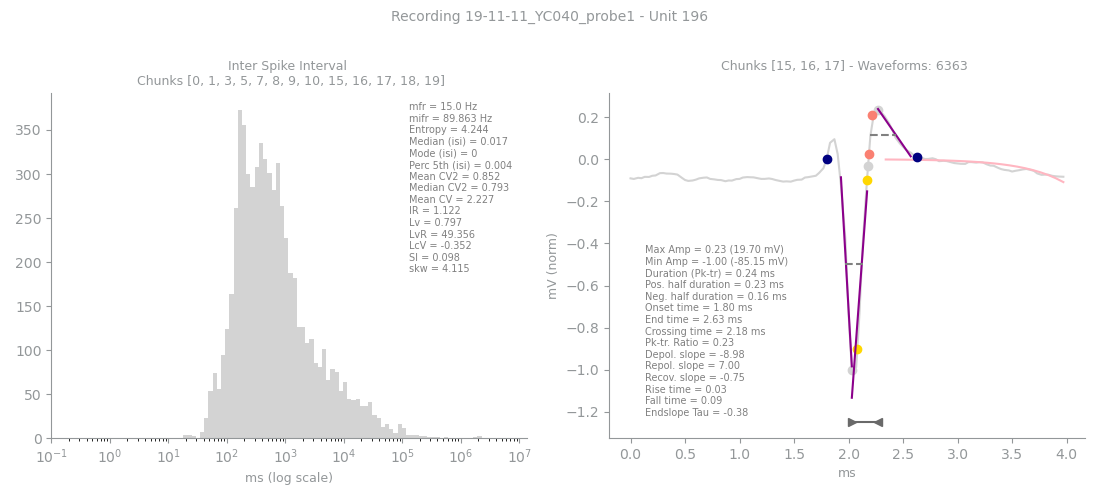 Recording 19-11-11_YC040_probe1 - Unit 196
Inter Spike Interval
Chunks [0, 1, 3, 5, 7, 8, 9, 10, 15, 16, 17, 18, 19]
350
300
250
200
150
100
50
0
10⁻¹ 10⁰ 10¹ 10² 10³ 10⁴ 10⁵ 10⁶ 10⁷
ms (log scale)
mfr = 15.0 Hz
mifr = 89.863 Hz
Entropy = 4.244
Median (isi) = 0.017
Mode (isi) = 0
Perc 5th (isi) = 0.004
Mean CV2 = 0.852
Median CV2 = 0.793
Mean CV = 2.227
IR = 1.122
Lv = 0.797
LvR = 49.356
LcV = -0.352
SI = 0.098
skw = 4.115
Chunks [15, 16, 17] - Waveforms: 6363
mV (norm)
0.2
0.0
−0.2
−0.4
−0.6
−0.8
−1.0
−1.2
Max Amp = 0.23 (19.70 mV)
Min Amp = -1.00 (-85.15 mV)
Duration (Pk-tr) = 0.24 ms
Pos. half duration = 0.23 ms
Neg. half duration = 0.16 ms
Onset time = 1.80 ms
End time = 2.63 ms
Crossing time = 2.18 ms
Pk-tr. Ratio = 0.23
Depol. slope = -8.98
Repol. slope = 7.00
Recov. slope = -0.75
Rise time = 0.03
Fall time = 0.09
Endslope Tau = -0.38
0.0 0.5 1.0 1.5 2.0 2.5 3.0 3.5 4.0
ms